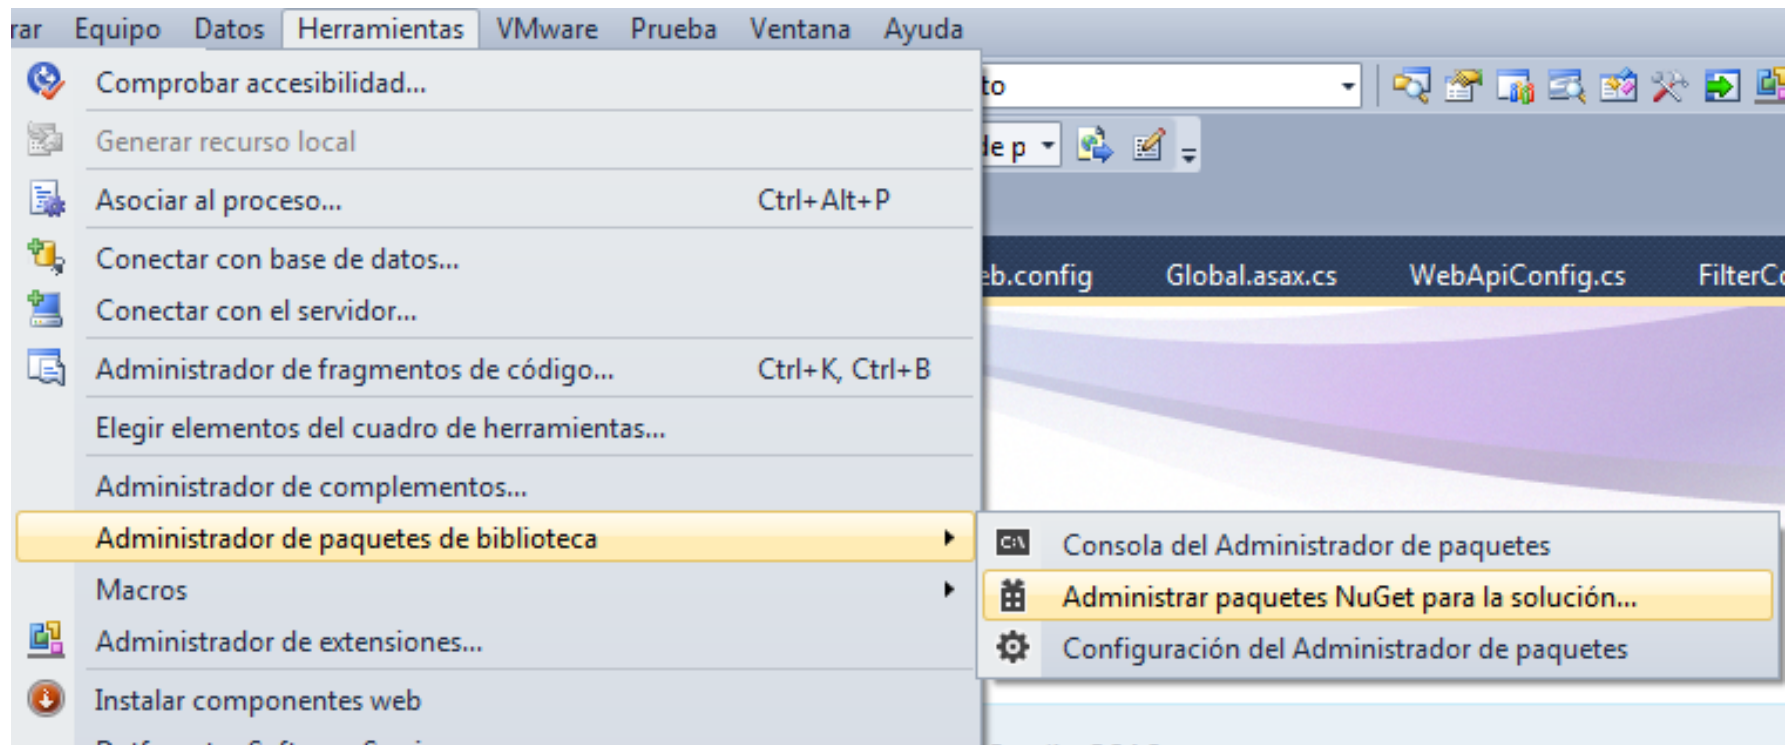 Equipo Datos Herramientas VMware Prueba Ventana Ayuda
Comprobar accesibilidad...
Generar recurso local
Asociar al proceso... Ctrl+Alt+P
Conectar con base de datos...
Conectar con el servidor...
Administrador de fragmentos de código... Ctrl+K, Ctrl+B
Elegir elementos del cuadro de herramientas...
Administrador de complementos...
Administrador de paquetes de biblioteca
Macros
Administrador de extensiones...
Instalar componentes web
de p
Global.asax.cs WebApiConfig.cs
C:\
Consola del Administrador de paquetes
Administrar paquetes NuGet para la solución...
Configuración del Administrador de paquetes